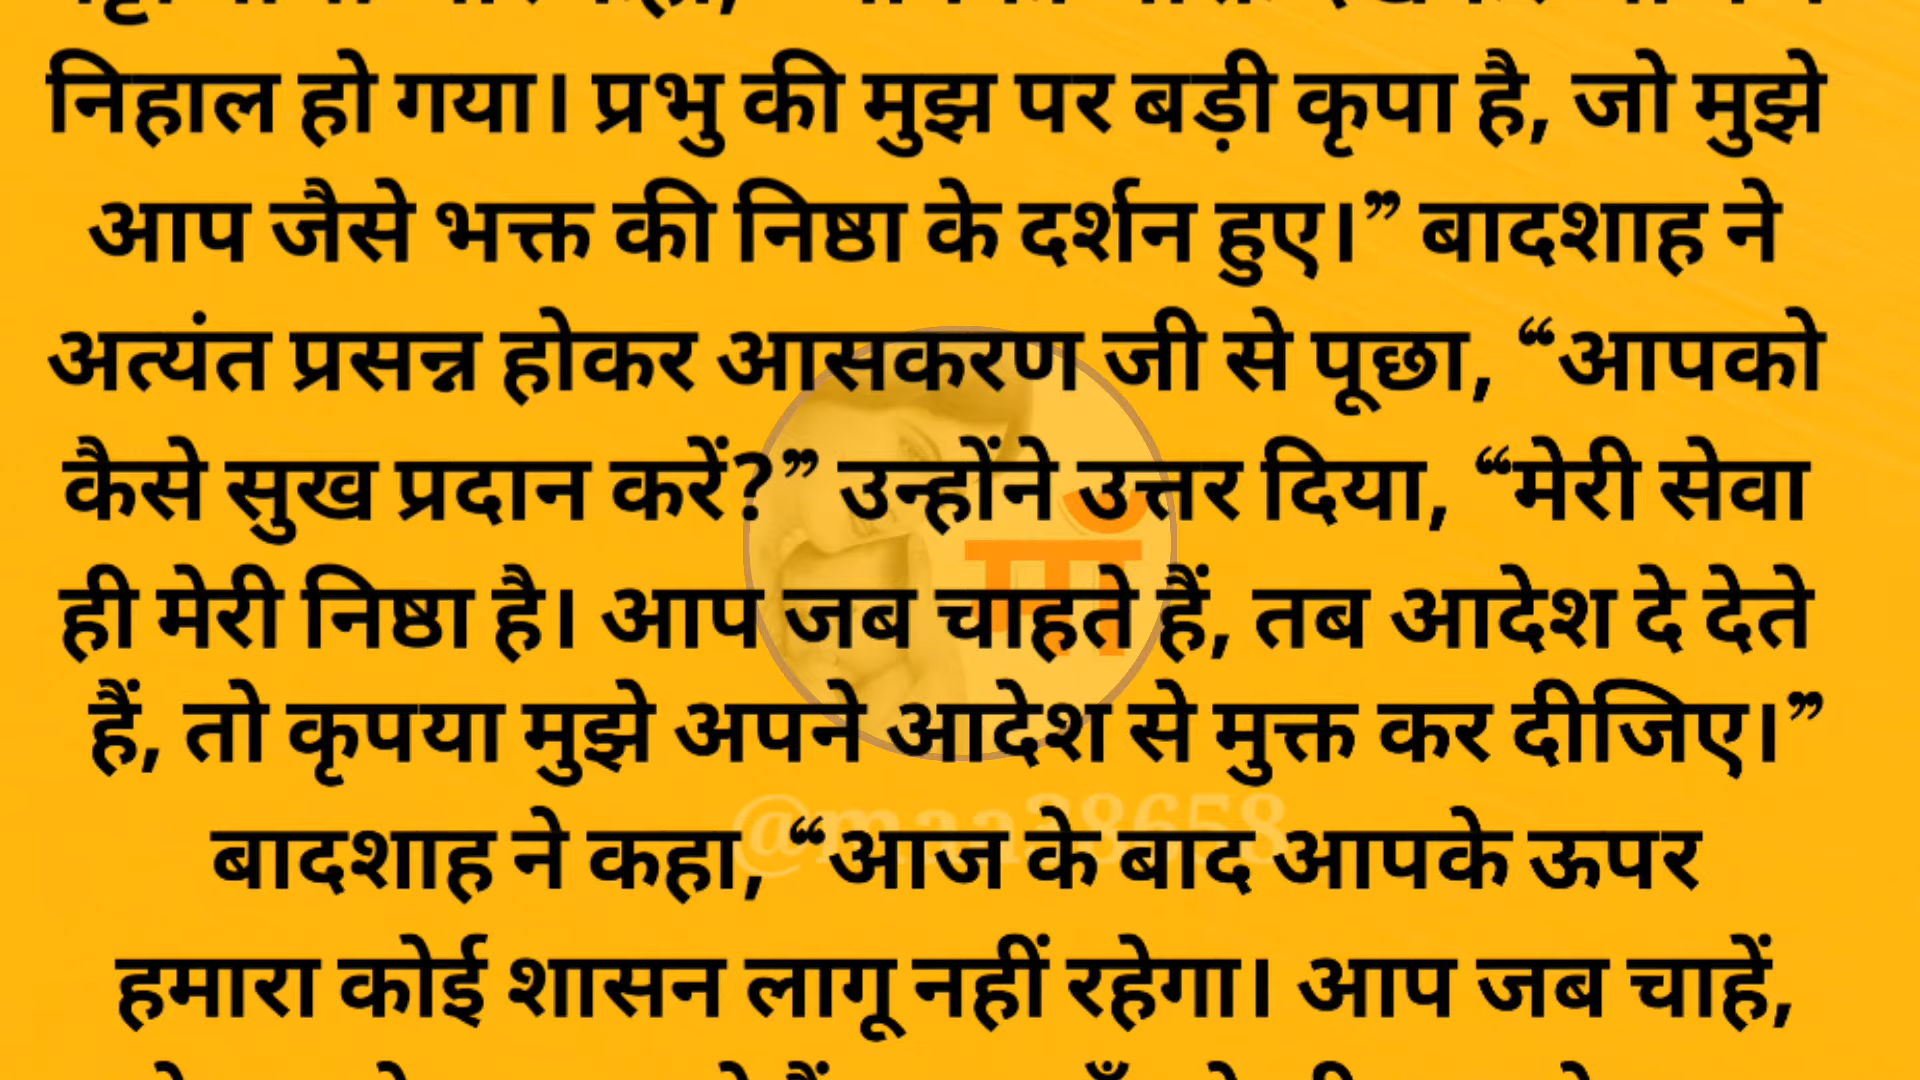 निहाल हो गया। प्रभु की मुझ पर बड़ी कृपा है, जो मुझे
आप जैसे भक्त की निष्ठा के दर्शन हुए।” बादशाह ने
अत्यंत प्रसन्न होकर आसकरण जी से पूछा, “आपको
कैसे सुख प्रदान करें?” उन्होंने उत्तर दिया, “मेरी सेवा
माँ
ही मेरी निष्ठा है। आप जब चाहते हैं, तब आदेश दे देते
हैं, तो कृपया मुझे अपने आदेश से मुक्त कर दीजिए।”
@maa38658
बादशाह ने कहा, “आज के बाद आपके ऊपर
हमारा कोई शासन लागू नहीं रहेगा। आप जब चाहें,